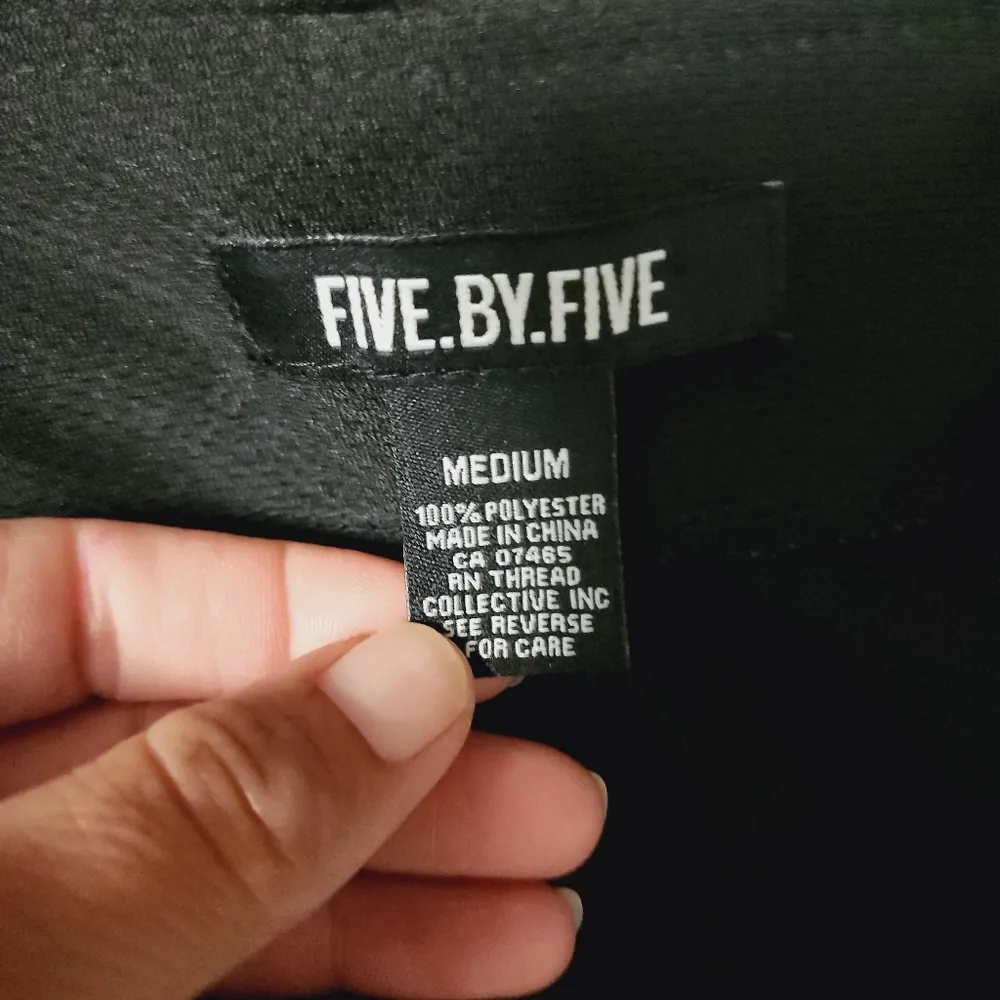 FIVE.BY.FIVE
MEDIUM
100% POLYESTER
MADE IN CHINA
CA 07465
RN THREAD
COLLECTIVE INC
SEE REVERSE
FOR CARE